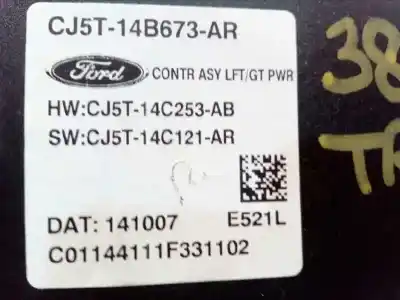 CJ5T-14B673-AR
Ford
CONTR ASY LFT/GT PWR
HW:CJ5T-14C253-AB
SW:CJ5T-14C121-AR
DAT: 141007
E521L
C01144111F331102
38